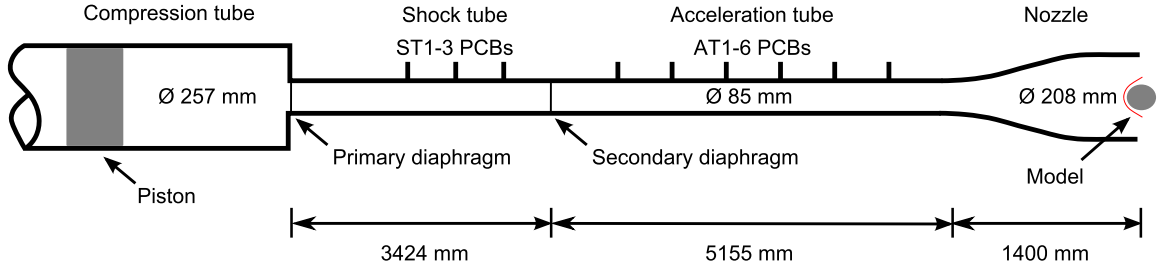 Compression tube
Shock tube
Acceleration tube
Nozzle
ST1-3 PCBs
AT1-6 PCBs
Ø 257 mm
Ø 85 mm
Ø 208 mm
Primary diaphragm
Secondary diaphragm
Model
Piston
3424 mm
5155 mm
1400 mm